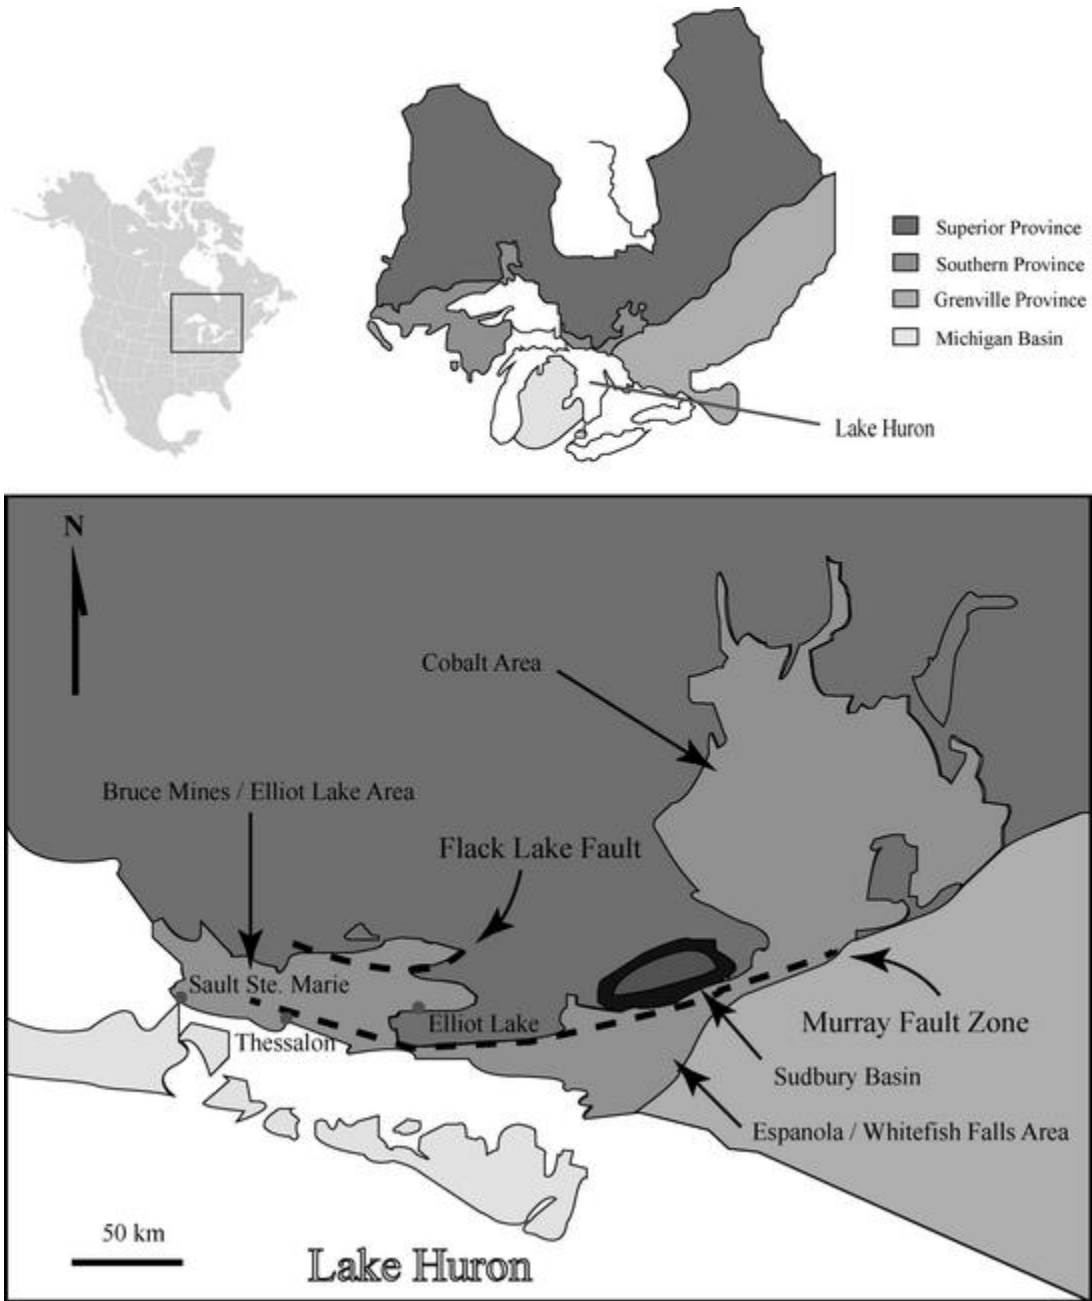 Superior Province
Southern Province
Grenville Province
Michigan Basin
Lake Huron
N
Cobalt Area
Bruce Mines / Elliot Lake Area
Flack Lake Fault
Sault Ste. Marie
Elliot Lake
Thessalon
Murray Fault Zone
Sudbury Basin
Espanola / Whitefish Falls Area
50 km
Lake Huron